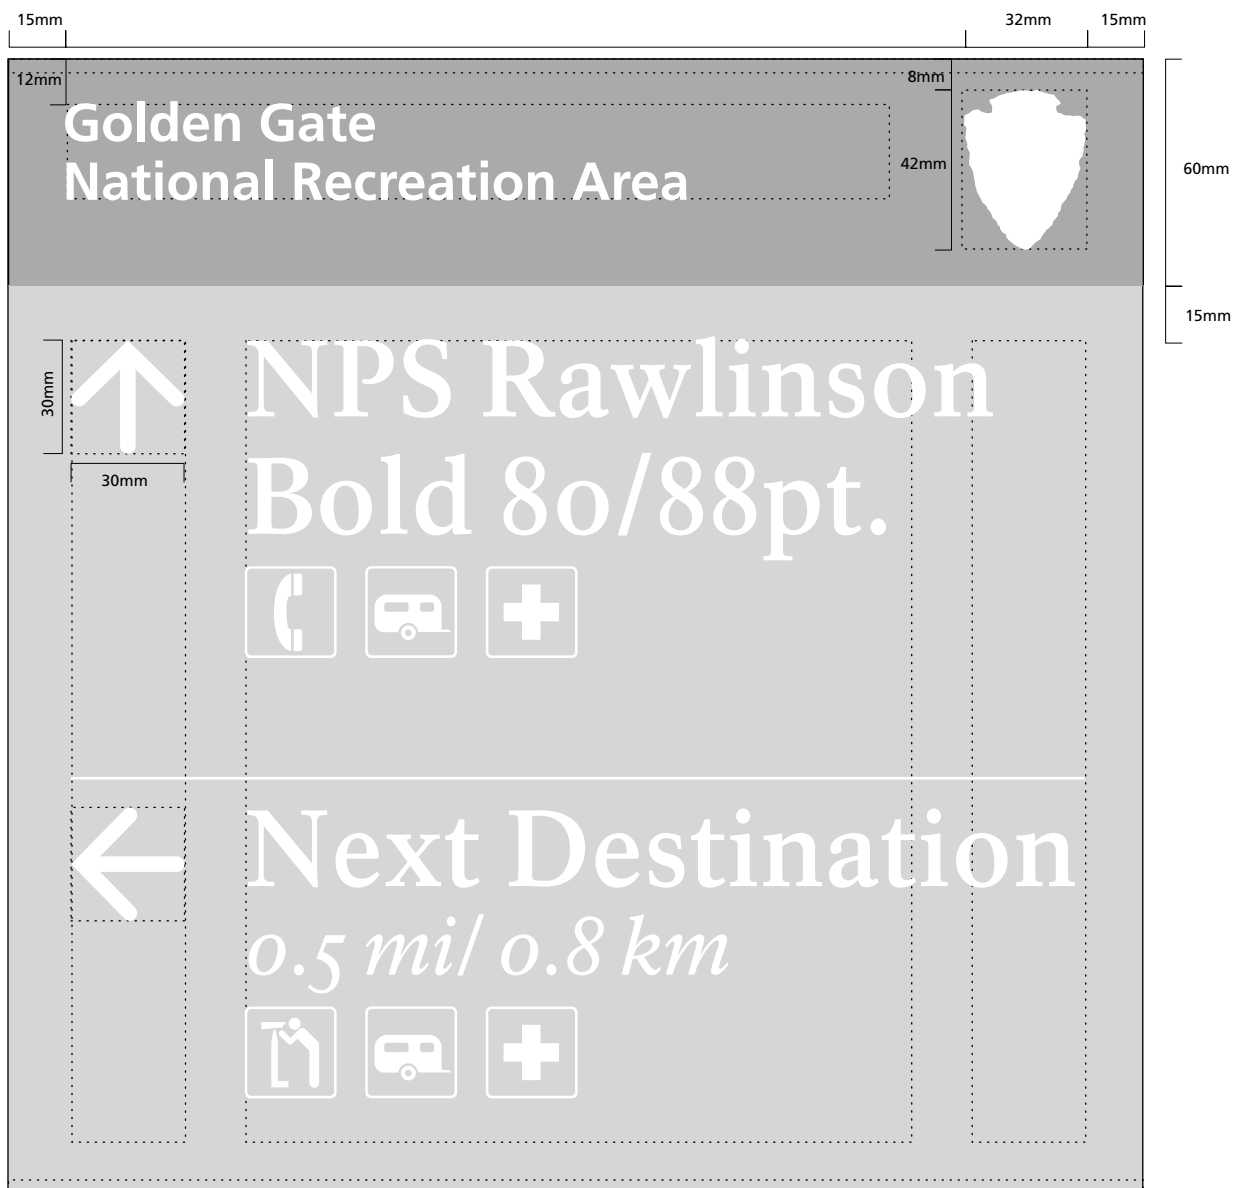 15mm
32mm
15mm
12mm
8mm
Golden Gate
National Recreation Area
42mm
60mm
15mm
30mm
30mm
NPS Rawlinson
Bold 80/88pt.
Next Destination
0.5 mi/ 0.8 km